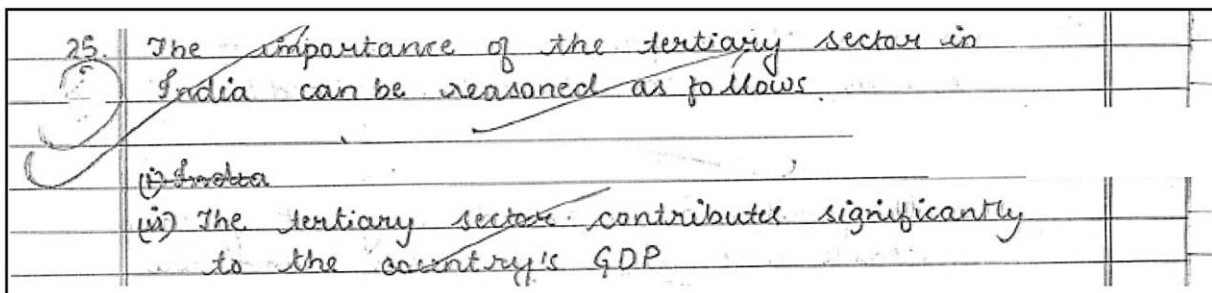 25. The importance of the tertiary sector in
India can be reasoned as follows.
(i) India
(ii) The tertiary sector contributes significantly
to the country's GDP